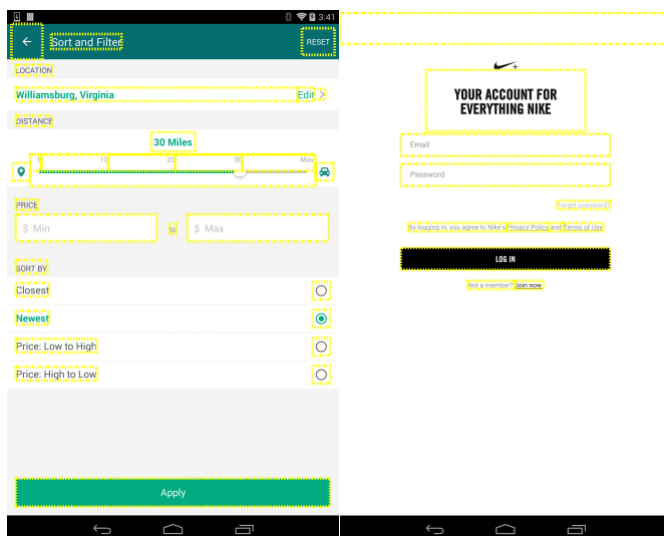 3:41
Sort and Filter
RESET
LOCATION
Williamsburg, Virginia
Edit
DISTANCE
30 Miles
5 10 20 30 Max
PRICE
$ Min
to
$ Max
SORT BY
Closest
Newest
Price: Low to High
Price: High to Low
Apply
YOUR ACCOUNT FOR
EVERYTHING NIKE
Email
Password
Forgot password?
By logging in, you agree to Nike's Privacy Policy and Terms of Use
LOG IN
Not a member? Join now